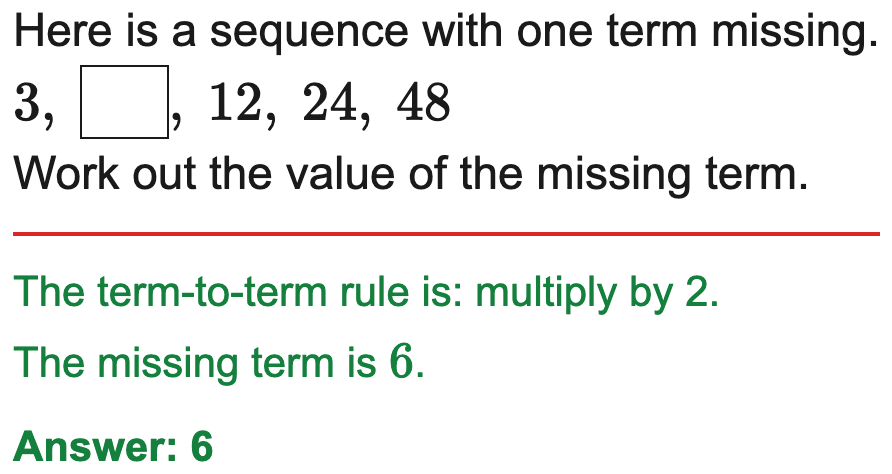 Here is a sequence with one term missing.
3, , 12, 24, 48
Work out the value of the missing term.
The term-to-term rule is: multiply by 2.
The missing term is 6.
Answer: 6